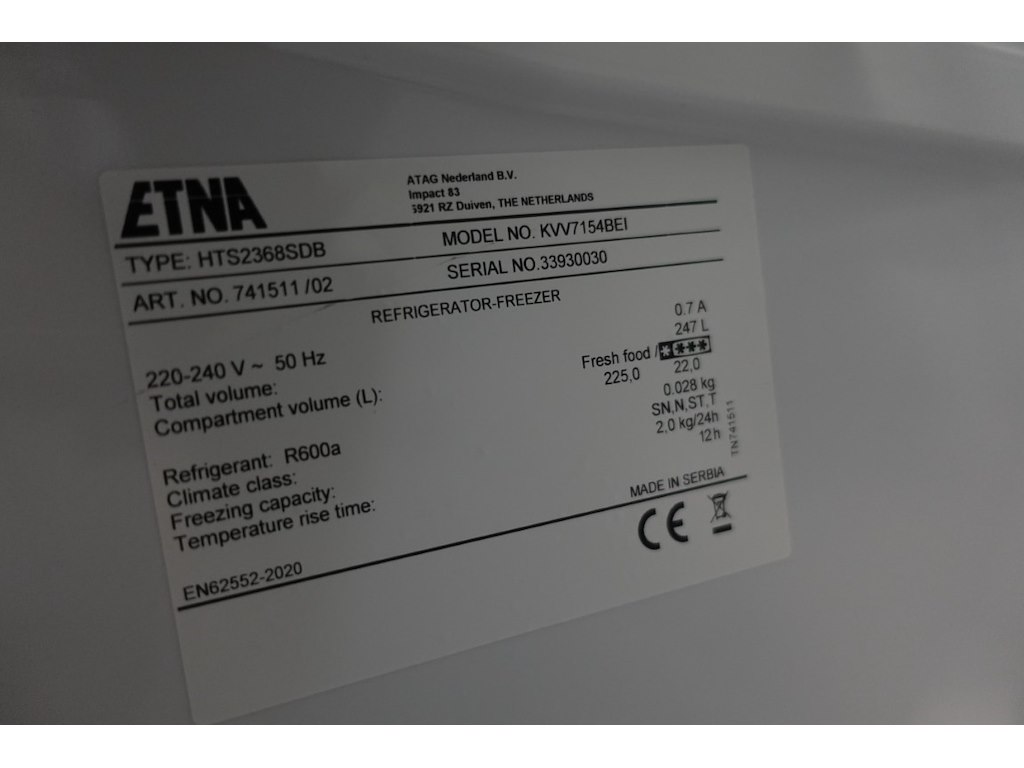 ETNA
ATAG Nederland B.V.
Impact 83
6921 RZ Duiven, THE NETHERLANDS
TYPE: HTS2368SDB MODEL NO. KVV7154BEI
ART. NO. 741511 /02 SERIAL NO.33930030
REFRIGERATOR-FREEZER
220-240 V ~ 50 Hz 0.7 A
Total volume: 247 L
Compartment volume (L): Fresh food / ****
225,0 22,0
Refrigerant: R600a 0.028 kg
Climate class: SN,N,ST,T
Freezing capacity: 2.0 kg/24h
Temperature rise time: 12h
TN741511
MADE IN SERBIA
EN62552-2020
CE